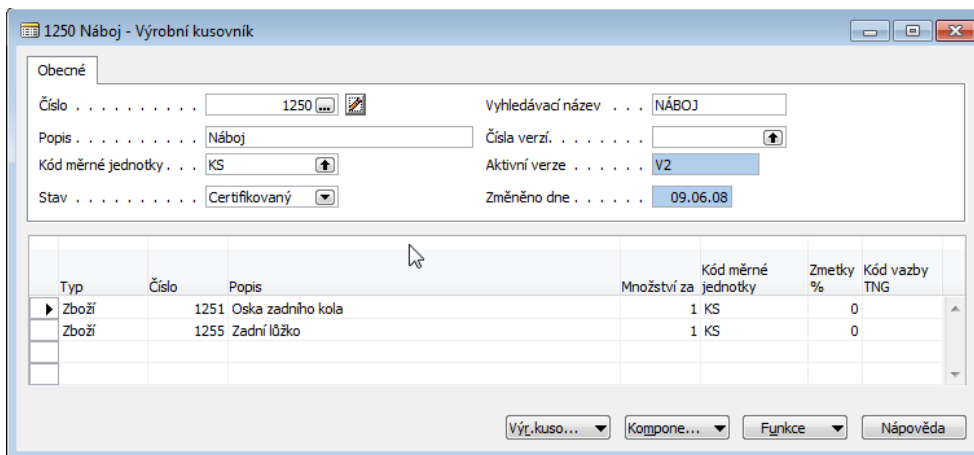 1250 Náboj - Výrobní kusovník
Obecné
Číslo . . . . . . . . . . 1250 ... Vyhledávací název . . . NÁBOJ
Popis . . . . . . . . . . Náboj Čísla verzí. . . . . . . .
Kód měrné jednotky . . . KS Aktivní verze . . . . . . V2
Stav . . . . . . . . . . Certifikovaný Změněno dne . . . . . . 09.06.08
Kód měrné Zmetky Kód vazby
Typ Číslo Popis Množství za jednotky % TNG
Zboží 1251 Oska zadního kola 1 KS 0
Zboží 1255 Zadní lůžko 1 KS 0
Výr.kuso... Kompone... Funkce Nápověda